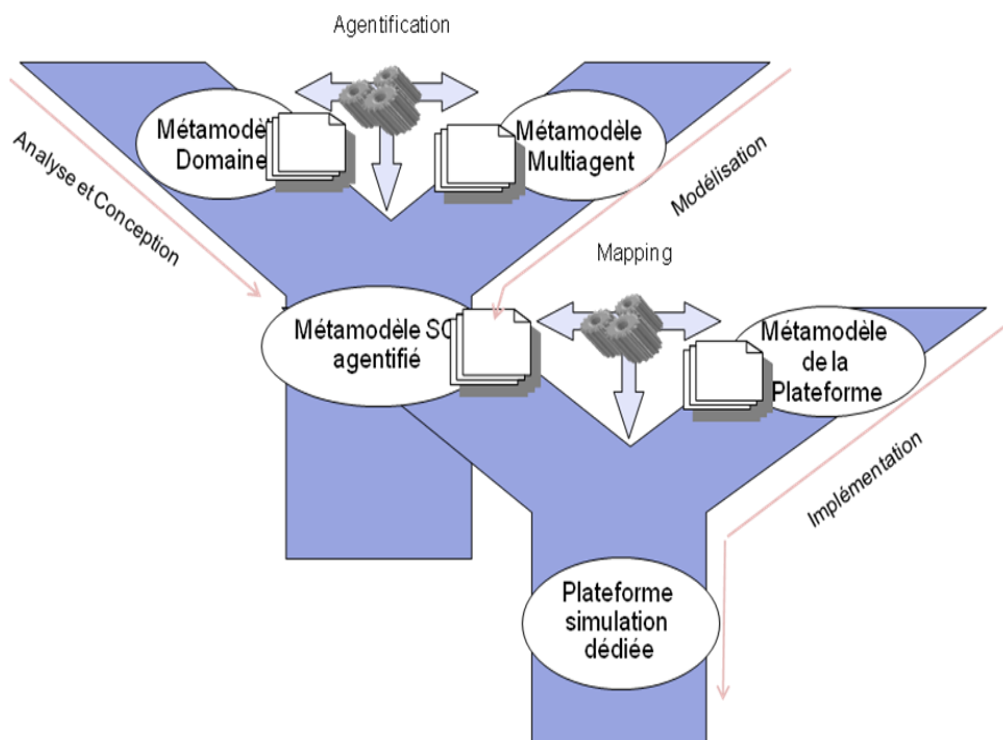 Agentification
Métamodèl
Domaine
Métamodèle
Multiagent
Analyse et Conception
Modélisation
Mapping
Métamodèle SC
agentifié
Métamodèle
de la
Plateforme
Implémentation
Plateforme
simulation
dédiée